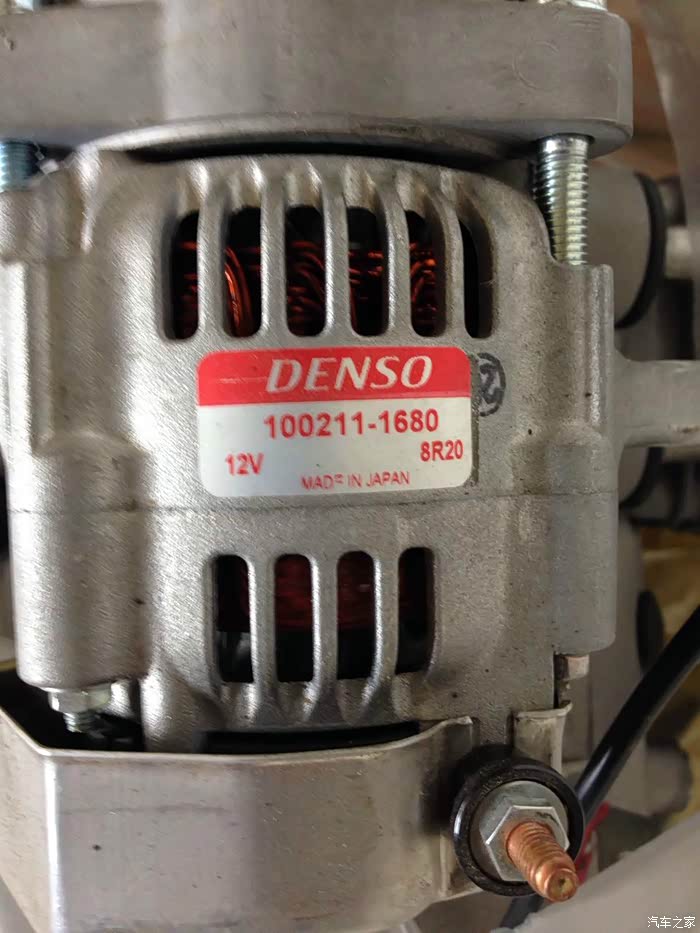 DENSO
100211-1680
12V 8R20
MADE IN JAPAN
汽车之家